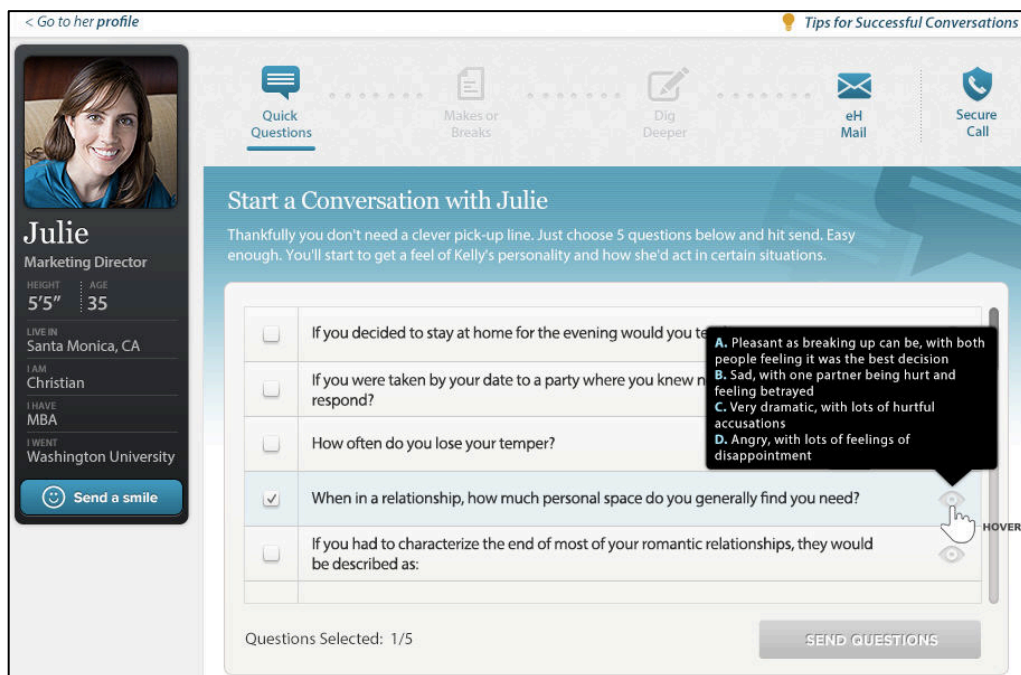 < Go to her profile
Tips for Successful Conversations
Quick
Questions
Makes or
Breaks
Dig
Deeper
eH
Mail
Secure
Call
Julie
Marketing Director
HEIGHT
5'5"
AGE
35
LIVE IN
Santa Monica, CA
I AM
Christian
I HAVE
MBA
I WENT
Washington University
Send a smile
Start a Conversation with Julie
Thankfully you don't need a clever pick-up line. Just choose 5 questions below and hit send. Easy
enough. You'll start to get a feel of Kelly's personality and how she'd act in certain situations.
If you decided to stay at home for the evening would you
If you were taken by your date to a party where you knew
respond?
How often do you lose your temper?
When in a relationship, how much personal space do you generally find you need?
If you had to characterize the end of most of your romantic relationships, they would
be described as:
A. Pleasant as breaking up can be, with both
people feeling it was the best decision
B. Sad, with one partner being hurt and
feeling betrayed
C. Very dramatic, with lots of hurtful
accusations
D. Angry, with lots of feelings of
disappointment
HOVER
Questions Selected: 1/5
SEND QUESTIONS